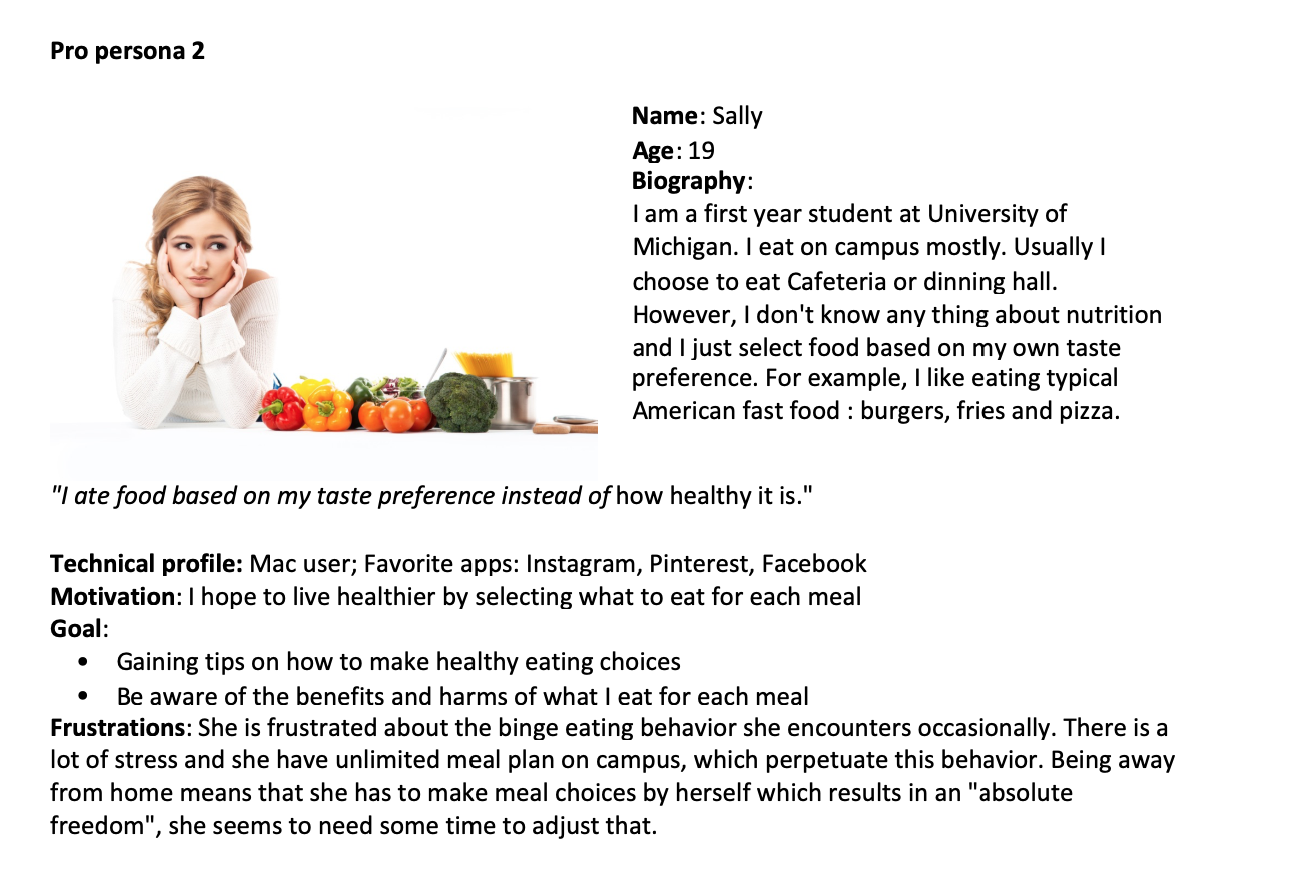 Pro persona 2
Name: Sally
Age: 19
Biography:
I am a first year student at University of
Michigan. I eat on campus mostly. Usually I
choose to eat Cafeteria or dinning hall.
However, I don't know any thing about nutrition
and I just select food based on my own taste
preference. For example, I like eating typical
American fast food : burgers, fries and pizza.
"I ate food based on my taste preference instead of how healthy it is."
Technical profile: Mac user; Favorite apps: Instagram, Pinterest, Facebook
Motivation: I hope to live healthier by selecting what to eat for each meal
Goal:
• Gaining tips on how to make healthy eating choices
• Be aware of the benefits and harms of what I eat for each meal
Frustrations: She is frustrated about the binge eating behavior she encounters occasionally. There is a
lot of stress and she have unlimited meal plan on campus, which perpetuate this behavior. Being away
from home means that she has to make meal choices by herself which results in an "absolute
freedom", she seems to need some time to adjust that.